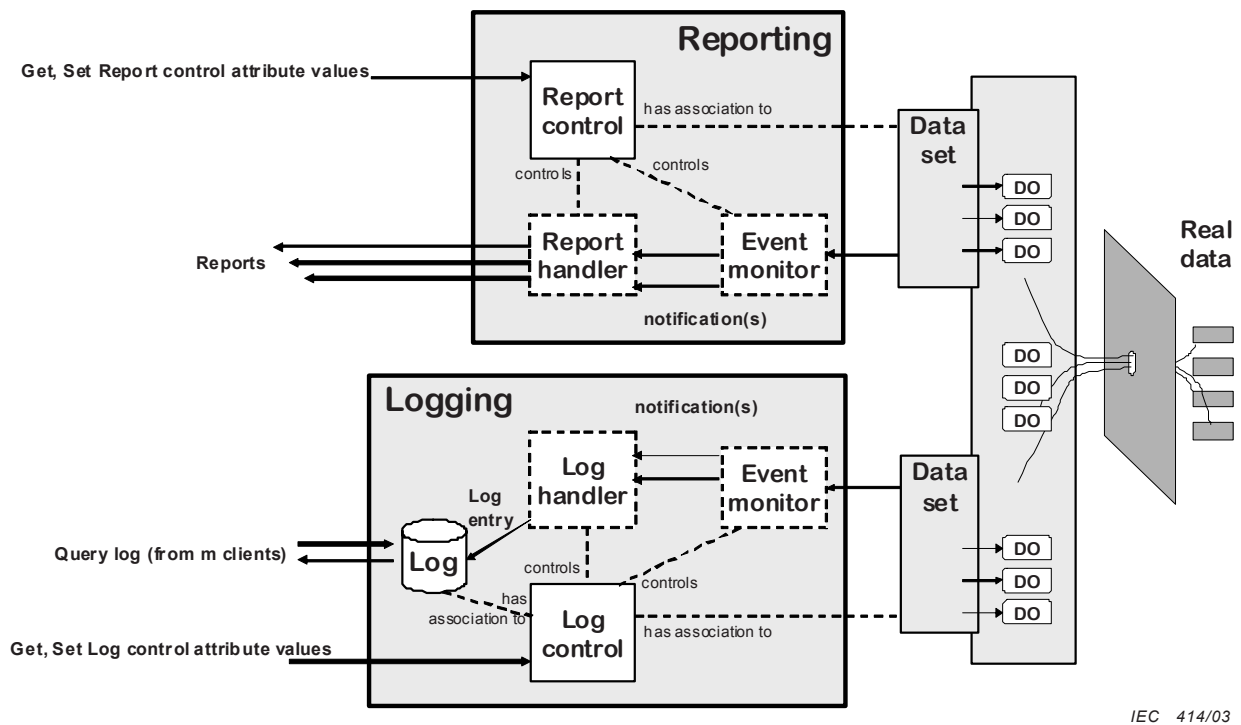 Reporting
Get, Set Report control attribute values
Report
control
has association to
Data
set
controls
controls
DO
DO
DO
Reports
Report
handler
Event
monitor
notification(s)
Real
data
DO
DO
DO
Logging
notification(s)
Log
handler
Event
monitor
Data
set
Log
entry
Query log (from m clients)
Log
controls
controls
has
association to
Log
control
has association to
DO
DO
DO
Get, Set Log control attribute values
IEC 414/03